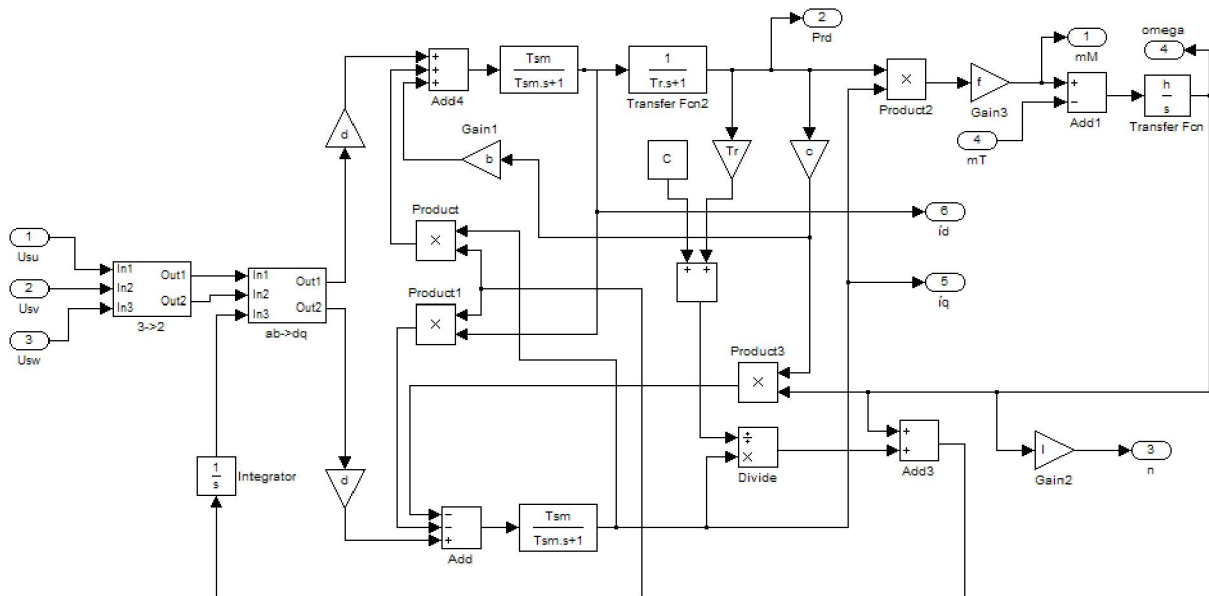 2
Prd
omega
4
1
mM
+
+
+
Add4
Tsm
Tsm.s+1
1
Tr.s+1
Transfer Fcn2
×
Product2
f
Gain3
+
−
Add1
h
s
Transfer Fcn
4
mT
d
Gain1
b
C
Tr
c
Product
×
6
íd
1
Usu
2
Usv
3
Usw
In1
In2
In3
Out1
Out2
3->2
In1
In2
In3
Out1
Out2
ab->dq
Product1
×
+ +
5
íq
Product3
×
÷
×
Divide
+
+
Add3
l
Gain2
3
n
1
s
Integrator
d
−
−
+
Add
Tsm
Tsm.s+1